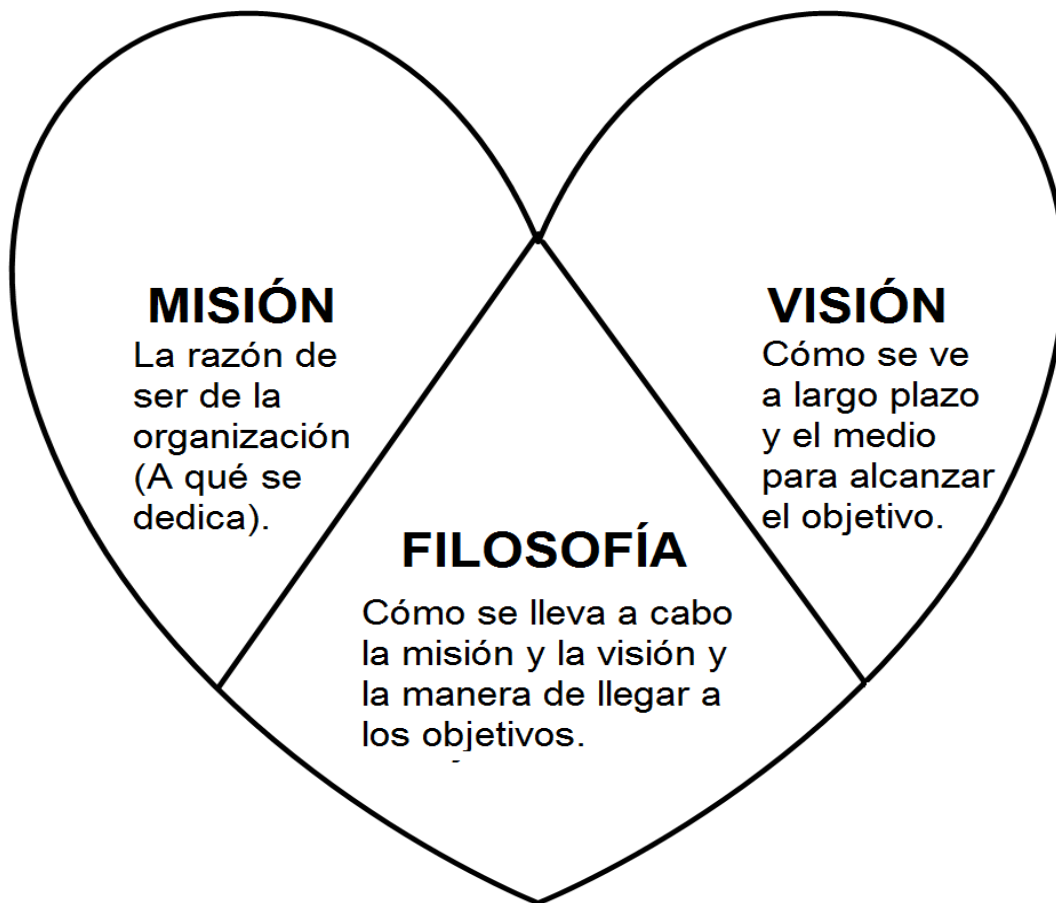 MISIÓN
La razón de
ser de la
organización
(A qué se
dedica).
VISIÓN
Cómo se ve
a largo plazo
y el medio
para alcanzar
el objetivo.
FILOSOFÍA
Cómo se lleva a cabo
la misión y la visión y
la manera de llegar a
los objetivos.